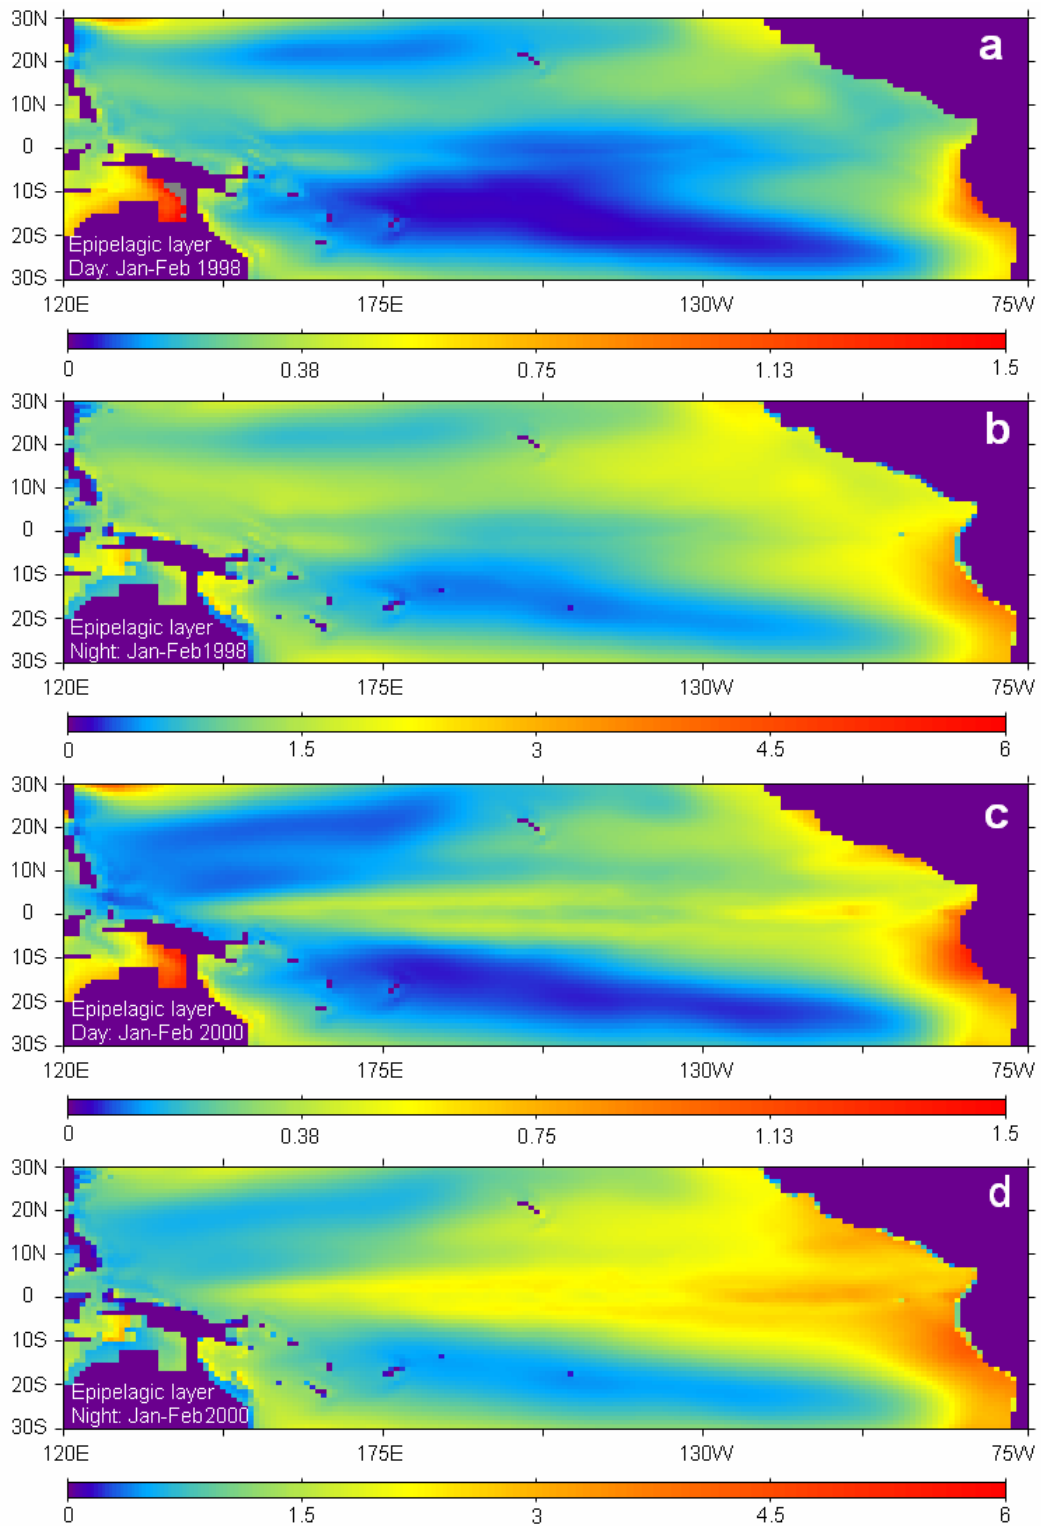 30N
20N
10N
0
10S
20S
30S
a
Epipelagic layer
Day: Jan-Feb 1998
120E 175E 130W 75W
0 0.38 0.75 1.13 1.5
30N
20N
10N
0
10S
20S
30S
b
Epipelagic layer
Night: Jan-Feb1998
120E 175E 130W 75W
0 1.5 3 4.5 6
30N
20N
10N
0
10S
20S
30S
c
Epipelagic layer
Day: Jan-Feb 2000
120E 175E 130W 75W
0 0.38 0.75 1.13 1.5
30N
20N
10N
0
10S
20S
30S
d
Epipelagic layer
Night: Jan-Feb2000
120E 175E 130W 75W
0 1.5 3 4.5 6